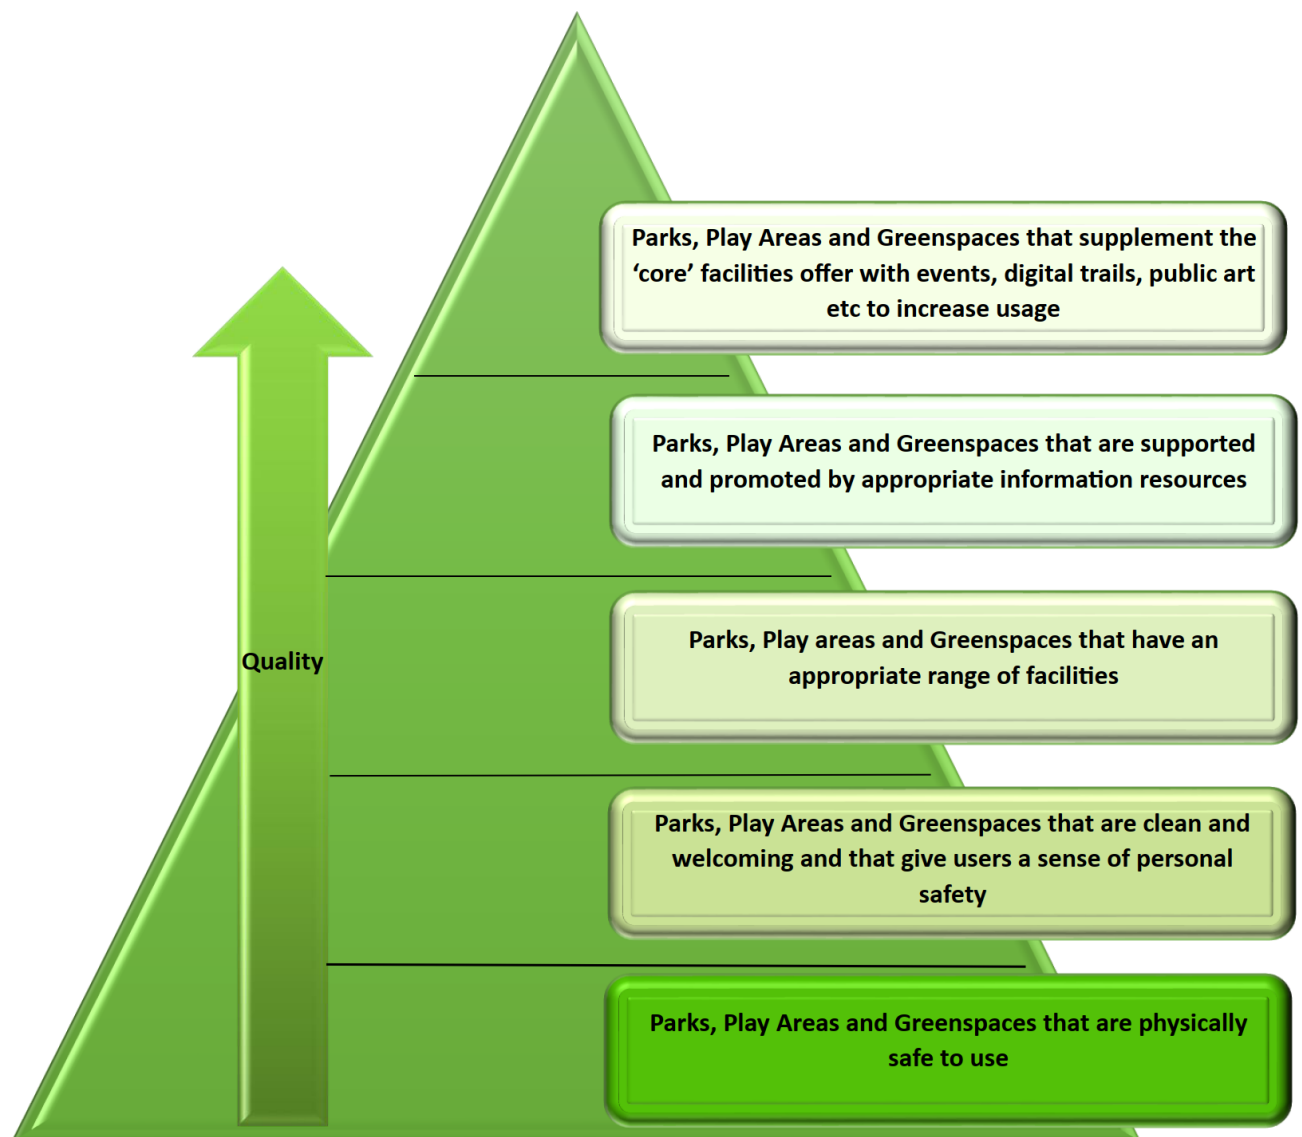 Parks, Play Areas and Greenspaces that supplement the
‘core’ facilities offer with events, digital trails, public art
etc to increase usage
Parks, Play Areas and Greenspaces that are supported
and promoted by appropriate information resources
Parks, Play areas and Greenspaces that have an
appropriate range of facilities
Quality
Parks, Play Areas and Greenspaces that are clean and
welcoming and that give users a sense of personal
safety
Parks, Play Areas and Greenspaces that are physically
safe to use